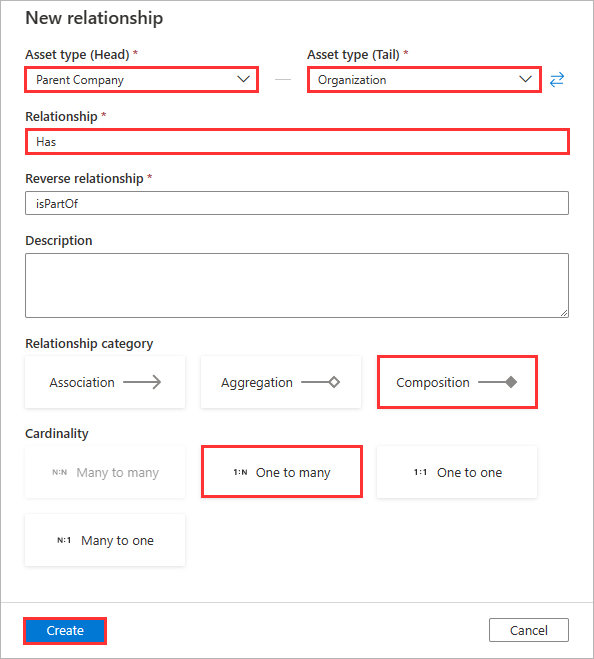 New relationship
Asset type (Head) * Asset type (Tail) *
Parent Company Organization
Relationship *
Has
Reverse relationship *
isPartOf
Description
Relationship category
Association Aggregation Composition
Cardinality
N:N Many to many 1:N One to many 1:1 One to one
N:1 Many to one
Create Cancel